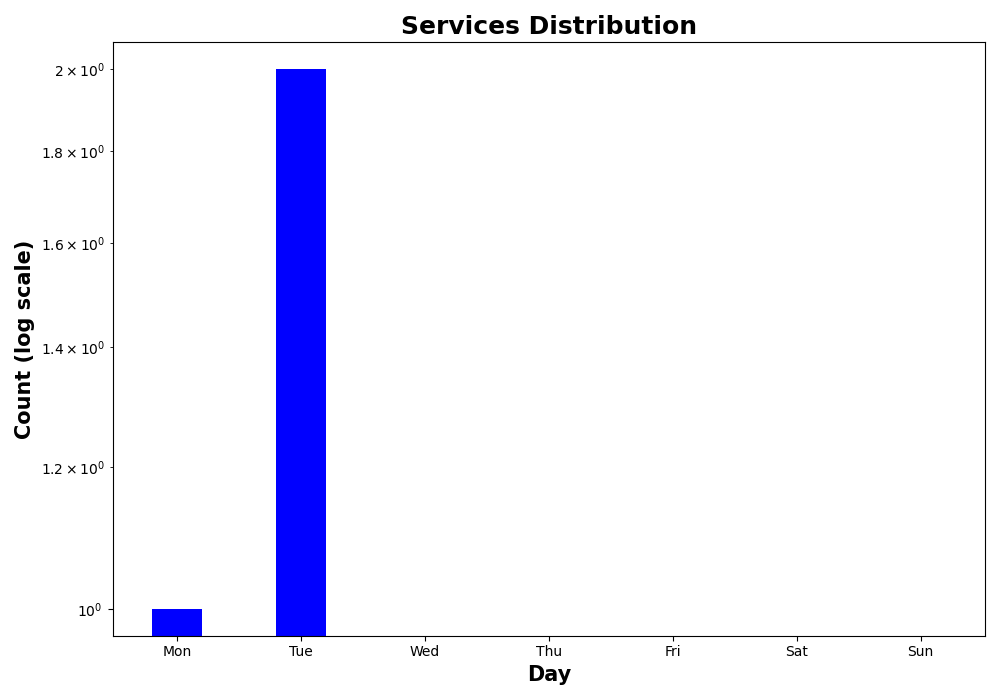 Services Distribution
Count (log scale)
2 × 10⁰
1.8 × 10⁰
1.6 × 10⁰
1.4 × 10⁰
1.2 × 10⁰
10⁰
Mon Tue Wed Thu Fri Sat Sun
Day